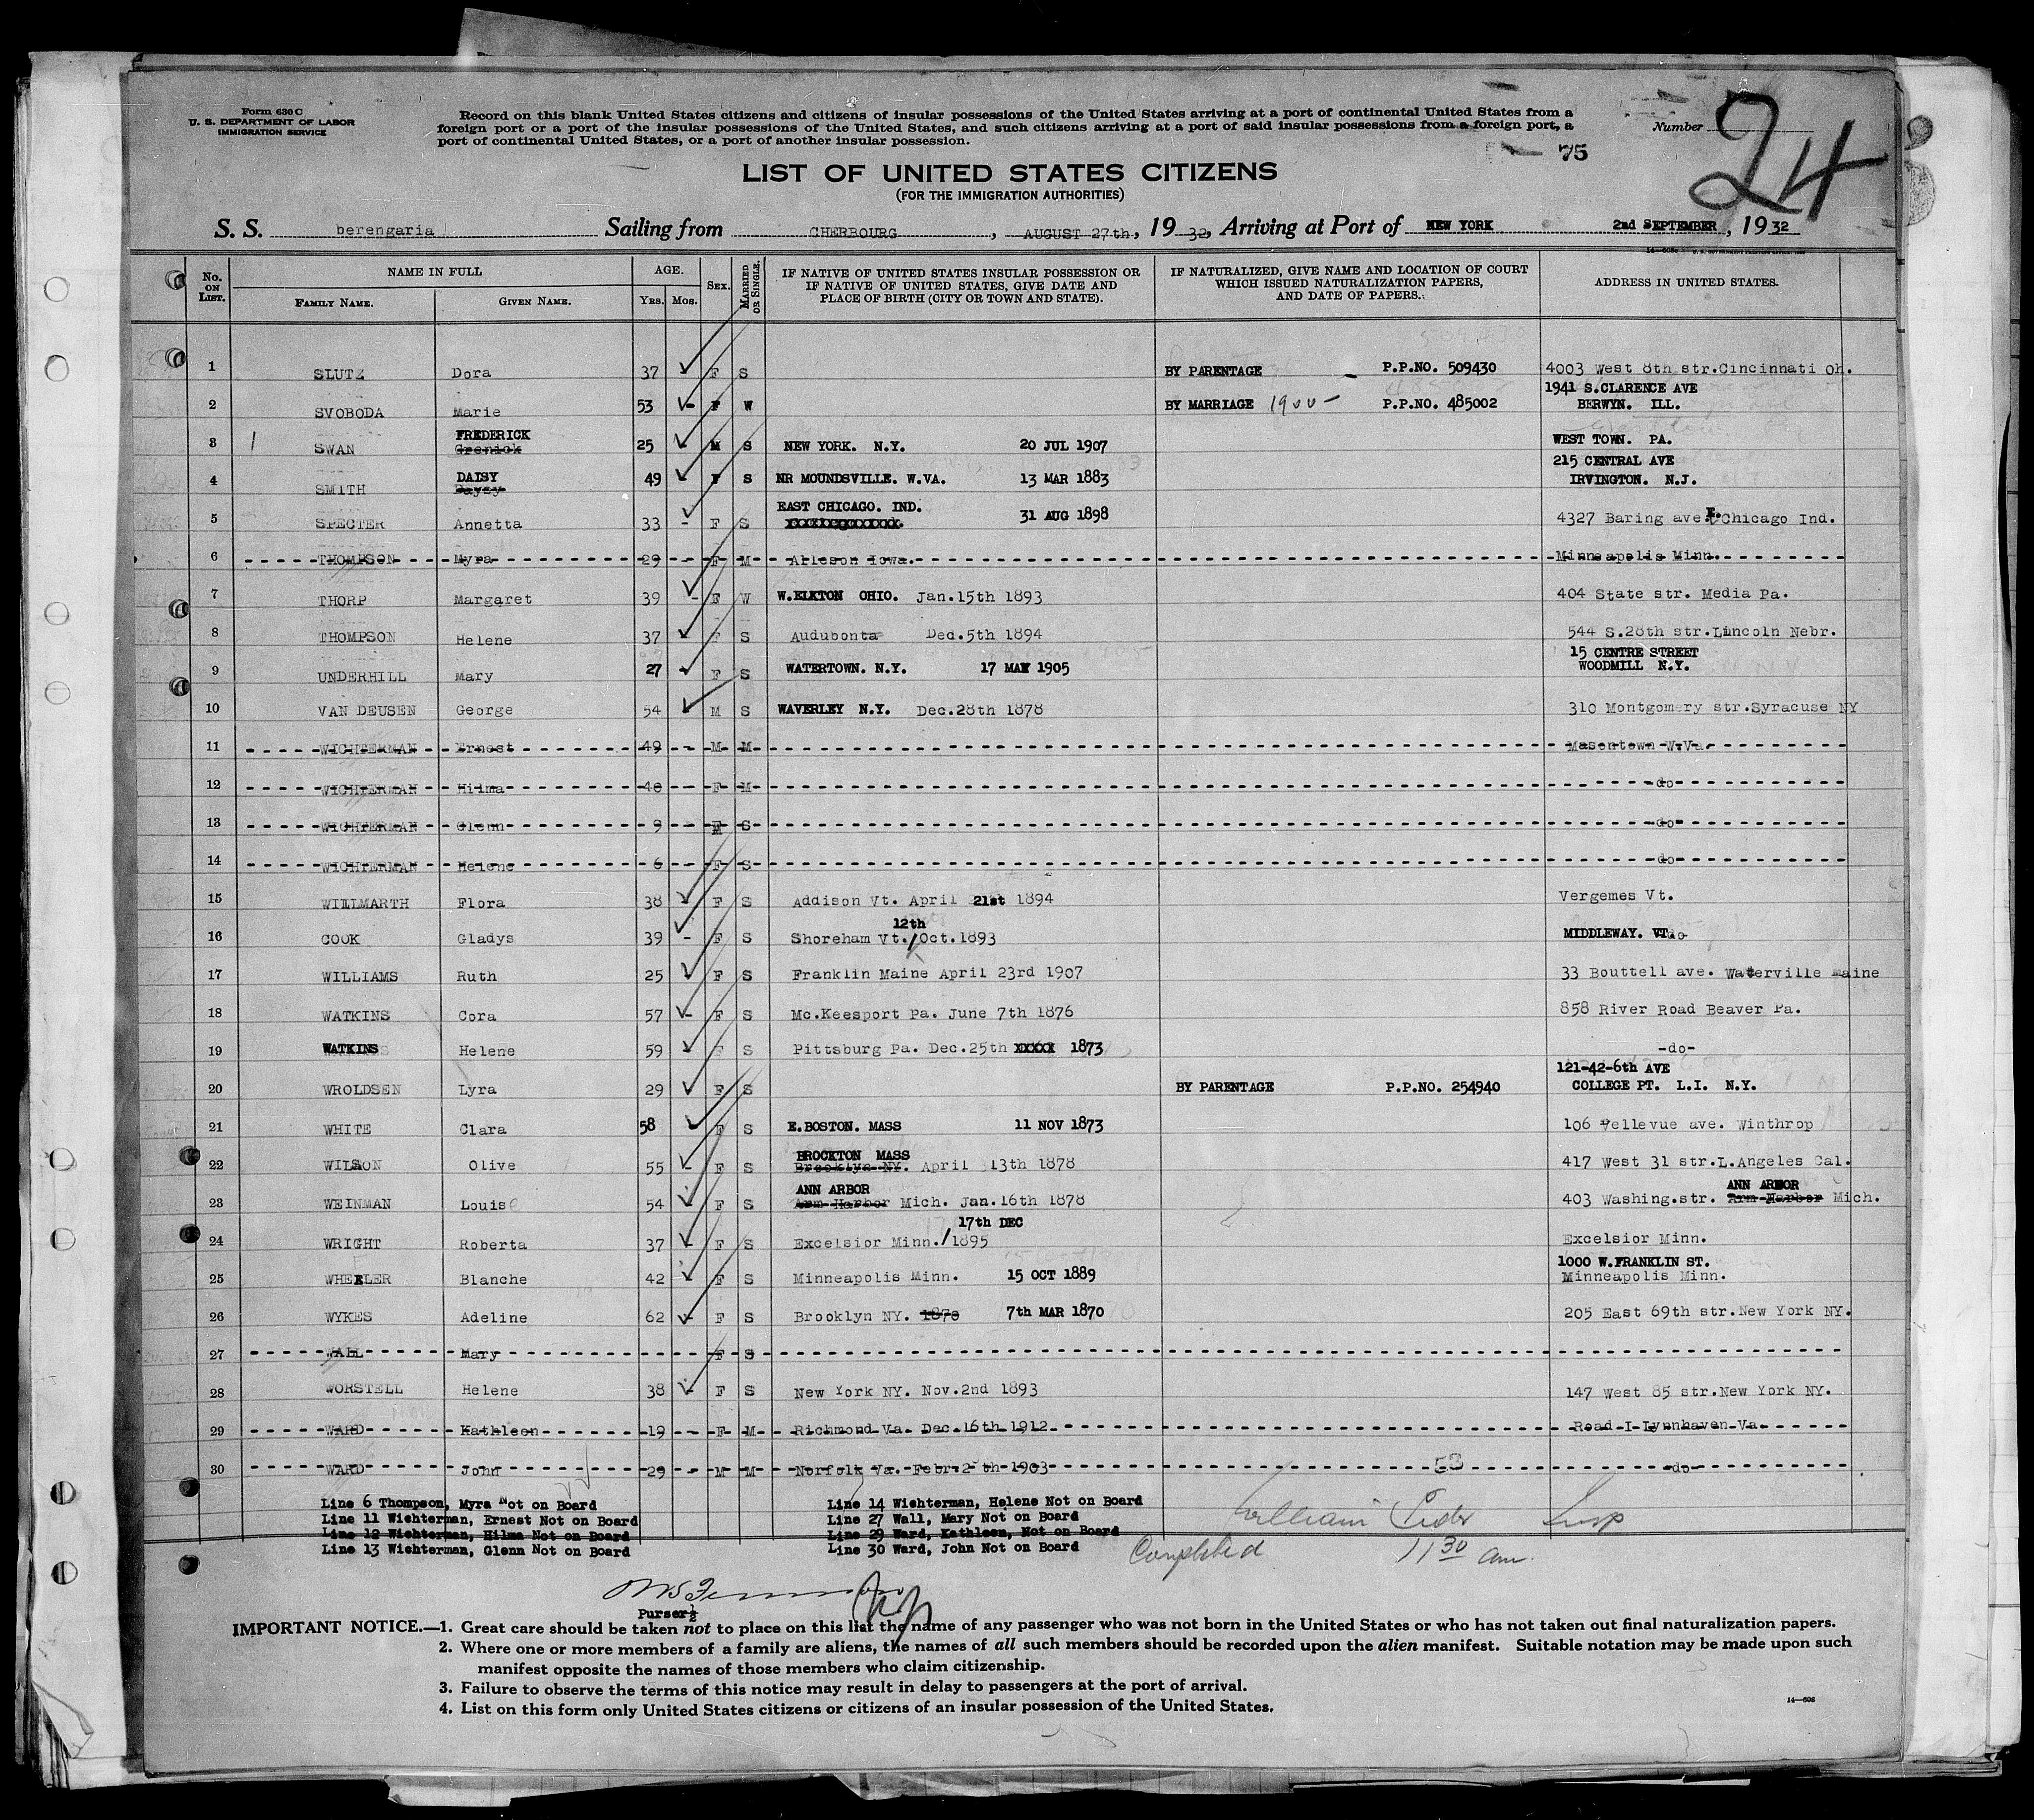 Form 630 C
U. S. DEPARTMENT OF LABOR
IMMIGRATION SERVICE
Record on this blank United States citizens and citizens of insular possessions of the United States arriving at a port of continental United States from a
foreign port or a port of the insular possessions of the United States, and such citizens arriving at a port of said insular possessions from a foreign port, a
port of continental United States, or a port of another insular possession.
Number 24
75
LIST OF UNITED STATES CITIZENS
(FOR THE IMMIGRATION AUTHORITIES)
S. S. berengaria Sailing from CHERBOURG, AUGUST 27th, 1932, Arriving at Port of NEW YORK 2nd SEPTEMBER, 1932
No. ON LIST. NAME IN FULL AGE. SEX. MARRIED OR SINGLE. IF NATIVE OF UNITED STATES INSULAR POSSESSION OR IF NATIVE OF UNITED STATES, GIVE DATE AND PLACE OF BIRTH (CITY OR TOWN AND STATE). IF NATURALIZED, GIVE NAME AND LOCATION OF COURT WHICH ISSUED NATURALIZATION PAPERS, AND DATE OF PAPERS. ADDRESS IN UNITED STATES.
FAMILY NAME. GIVEN NAME. YRS. MOS.
1 SLUTZ Dora 37 F S BY PARENTAGE - P.P.NO. 509430 4003 West 8th str.Cincinnati Oh.
2 SVOBODA Marie 53 - F W BY MARRIAGE 1900 - P.P.NO. 485002 1941 S.CLARENCE AVE BERWYN. ILL.
3 1 SWAN FREDERICK Grenick 25 M S NEW YORK. N.Y. 20 JUL 1907 WEST TOWN. PA.
4 SMITH DAISY Daysy 49 F S NR MOUNDSVILLE. W.VA. 13 MAR 1883 215 CENTRAL AVE IRVINGTON. N.J.
5 SPECTER Annetta 33 - F S EAST CHICAGO. IND. 31 AUG 1898 4327 Baring ave.E.Chicago Ind.
6 THOMPSON Myra 29 - F M Arleson Iowa. Minneapolis Minn.
7 THORP Margaret 39 - F W W.ELKTON OHIO. Jan.15th 1893 404 State str. Media Pa.
8 THOMPSON Helene 37 F S Audubonta Dec.5th 1894 544 S.28th str.Lincoln Nebr.
9 UNDERHILL Mary 27 - F S WATERTOWN. N.Y. 17 MAY 1905 15 CENTRE STREET WOODMILL N.Y.
10 VAN DEUSEN George 54 M S WAVERLEY N.Y. Dec.28th 1878 310 Montgomery str.Syracuse NY
11 WICHTERMAN Ernest 49 - M M Masontown W.Va.
12 WICHTERMAN Hilma 40 - F M -do-
13 WICHTERMAN Glenn 9 - M S -do-
14 WICHTERMAN Helene 6 - F S -do-
15 WILLMARTH Flora 38 F S Addison Vt. April 21st 1894 Vergemes Vt.
16 COOK Gladys 39 - F S Shoreham Vt./ 12th Oct.1893 MIDDLEWAY. VT. -do-
17 WILLIAMS Ruth 25 F S Franklin Maine April 23rd 1907 33 Bouttell ave. Waterville Maine
18 WATKINS Cora 57 - F S Mc.Keesport Pa. June 7th 1876 858 River Road Beaver Pa.
19 WATKINS Helene 59 F S Pittsburg Pa. Dec.25th xxxxx 1873 -do-
20 WROLDSEN Lyra 29 F S BY PARENTAGE P.P.NO. 254940 121-42-6th AVE COLLEGE PT. L.I. N.Y.
21 WHITE Clara 58 F S E.BOSTON. MASS 11 NOV 1873 106 Bellevue ave. Winthrop
22 WILSON Olive 55 - F S BROCKTON MASS Brooklyn NY. April 13th 1878 417 West 31 str.L.Angeles Cal.
23 WEINMAN Louise 54 - F S ANN ARBOR Arm Harbor Mich. Jan.16th 1878 403 Washing.str. ANN ARBOR Arm Harbor Mich.
24 WRIGHT Roberta 37 - F S Excelsior Minn./ 17th DEC 1895 Excelsior Minn.
25 WHEELER Blanche 42 F S Minneapolis Minn. 15 OCT 1889 1000 W.FRANKLIN ST. Minneapolis Minn.
26 WYKES Adeline 62 - F S Brooklyn NY. 1870 7th MAR 1870 205 East 69th str.New York NY.
27 WALL Mary F S
28 WORSTELL Helene 38 - F S New York NY. Nov.2nd 1893 147 West 85 str.New York NY.
29 WARD Kathleen 19 - F M Richmond Va. Dec.16th 1912 Road I Lynnhaven Va.
30 WARD John 29 - M M Norfolk Va. Febr.2 th 1903 53 -do-
Line 6 Thompson, Myra Not on Board Line 14 Wichterman, Helene Not on Board
Line 11 Wichterman, Ernest Not on Board Line 27 Wall, Mary Not on Board
Line 12 Wichterman, Hilma Not on Board Line 29 Ward, Kathleen, Not on Board
Line 13 Wichterman, Glenn Not on Board Line 30 Ward, John Not on Board
William Insp
Completed 11 30 am.
Purser
IMPORTANT NOTICE.—1. Great care should be taken not to place on this list the name of any passenger who was not born in the United States or who has not taken out final naturalization papers.
2. Where one or more members of a family are aliens, the names of all such members should be recorded upon the alien manifest. Suitable notation may be made upon such
manifest opposite the names of those members who claim citizenship.
3. Failure to observe the terms of this notice may result in delay to passengers at the port of arrival.
4. List on this form only United States citizens or citizens of an insular possession of the United States.
14—608